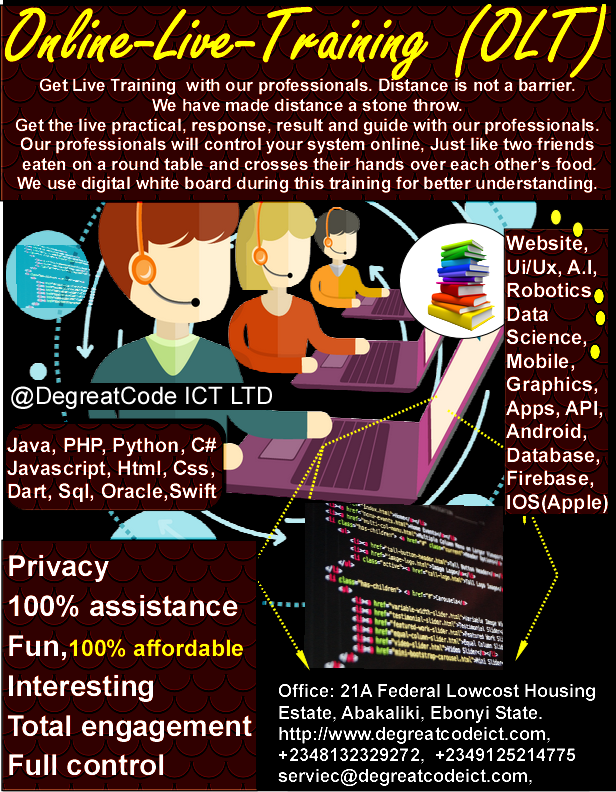 Online-Live-Training (OLT)
Get Live Training with our professionals. Distance is not a barrier.
We have made distance a stone throw.
Get the live practical, response, result and guide with our professionals.
Our professionals will control your system online, Just like two friends
eaten on a round table and crosses their hands over each other's food.
We use digital white board during this training for better understanding.
Website,
Ui/Ux, A.I,
Robotics
Data
Science,
Mobile,
Graphics,
Apps, API,
Android,
Database,
Firebase,
IOS(Apple)
@DegreatCode ICT LTD
Java, PHP, Python, C#
Javascript, Html, Css,
Dart, Sql, Oracle,Swift
Privacy
100% assistance
Fun,100% affordable
Interesting
Total engagement
Full control
Office: 21A Federal Lowcost Housing
Estate, Abakaliki, Ebonyi State.
http://www.degreatcodeict.com,
+2348132329272, +2349125214775
serviec@degreatcodeict.com,